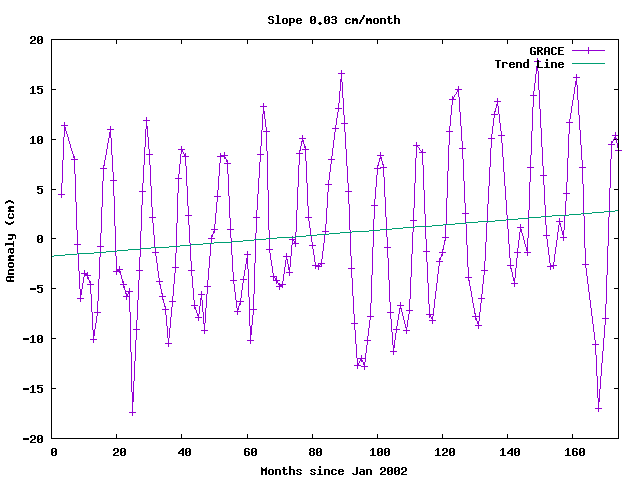 Slope 0.03 cm/month
GRACE
Trend Line
20
15
10
5
0
-5
-10
-15
-20
Anomaly (cm)
0 20 40 60 80 100 120 140 160
Months since Jan 2002